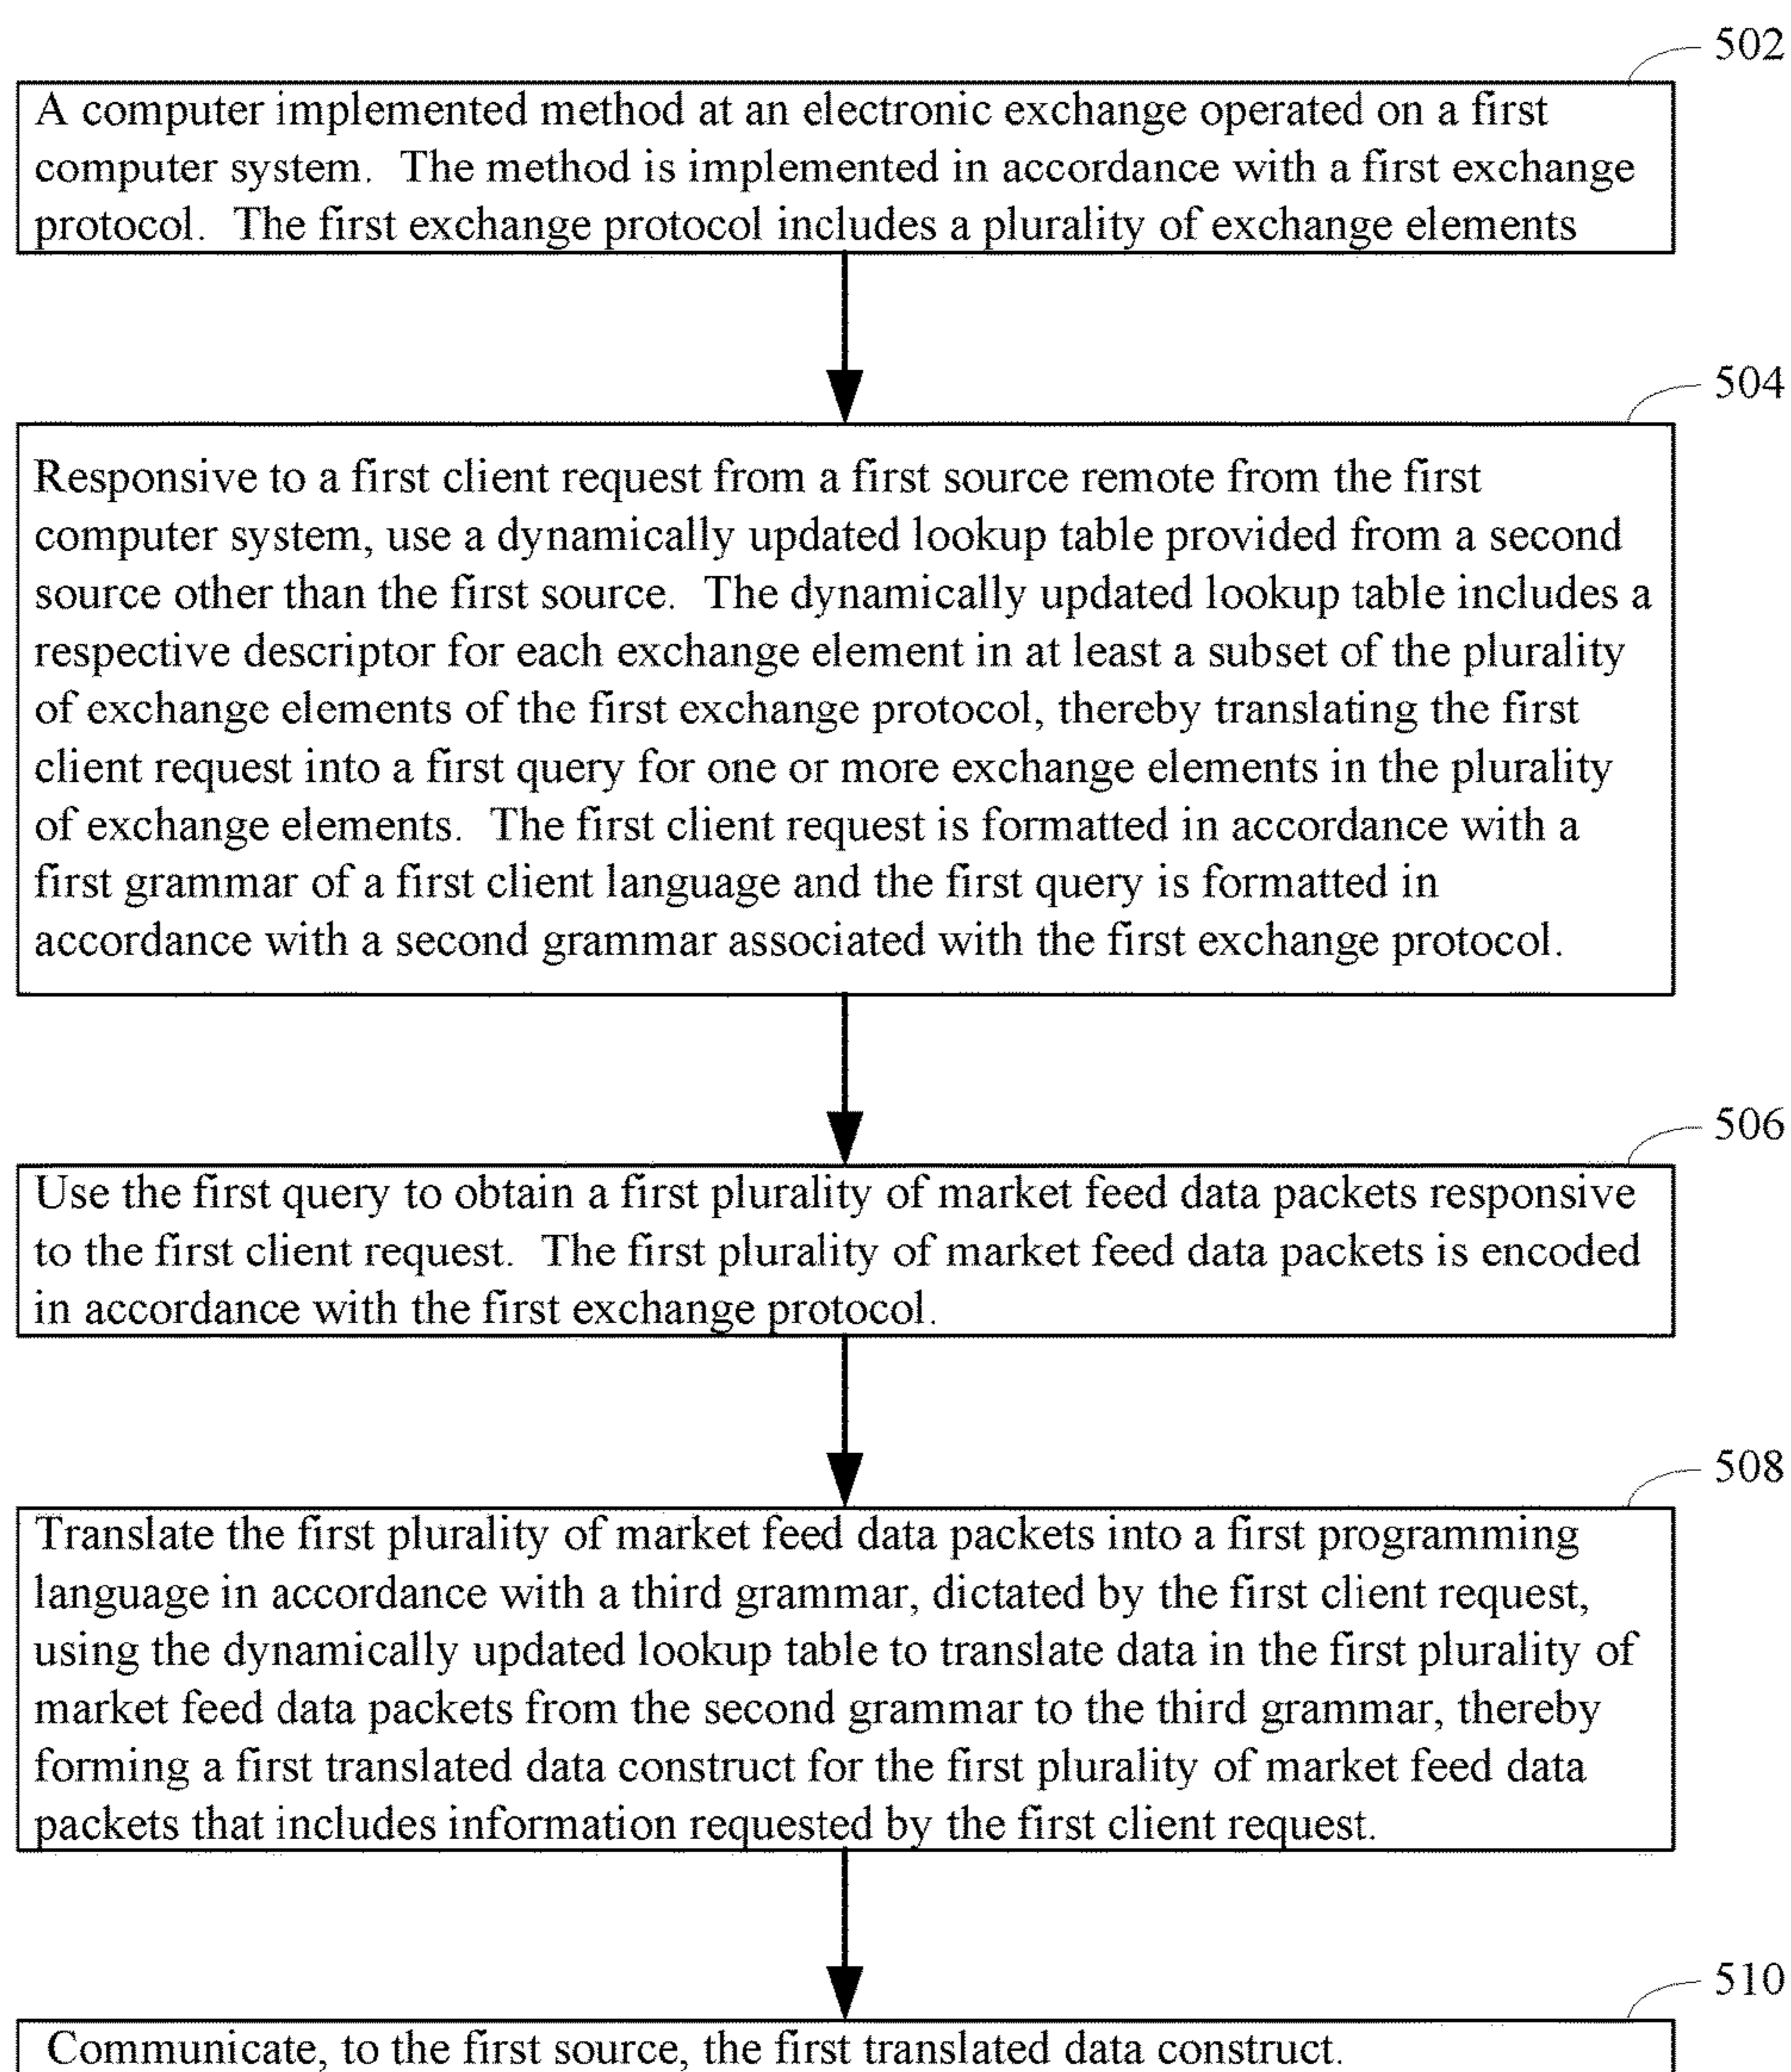 502
A computer implemented method at an electronic exchange operated on a first
computer system.  The method is implemented in accordance with a first exchange
protocol.  The first exchange protocol includes a plurality of exchange elements
504
Responsive to a first client request from a first source remote from the first
computer system, use a dynamically updated lookup table provided from a second
source other than the first source.  The dynamically updated lookup table includes a
respective descriptor for each exchange element in at least a subset of the plurality
of exchange elements of the first exchange protocol, thereby translating the first
client request into a first query for one or more exchange elements in the plurality
of exchange elements.  The first client request is formatted in accordance with a
first grammar of a first client language and the first query is formatted in
accordance with a second grammar associated with the first exchange protocol.
506
Use the first query to obtain a first plurality of market feed data packets responsive
to the first client request.  The first plurality of market feed data packets is encoded
in accordance with the first exchange protocol.
508
Translate the first plurality of market feed data packets into a first programming
language in accordance with a third grammar, dictated by the first client request,
using the dynamically updated lookup table to translate data in the first plurality of
market feed data packets from the second grammar to the third grammar, thereby
forming a first translated data construct for the first plurality of market feed data
packets that includes information requested by the first client request.
510
Communicate, to the first source, the first translated data construct.